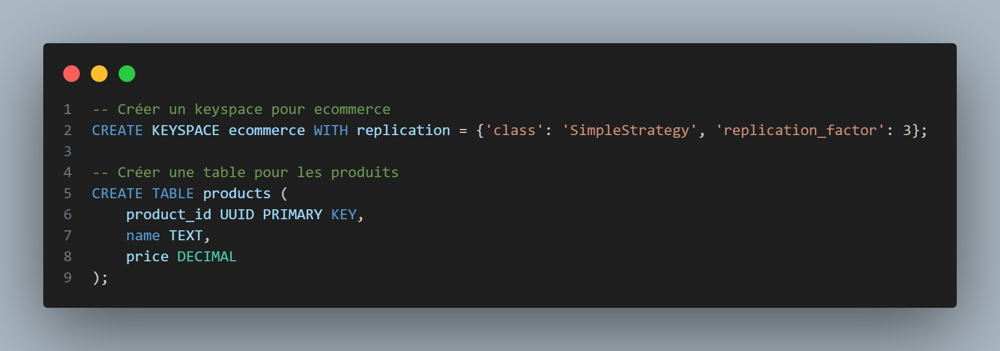 1 -- Créer un keyspace pour ecommerce
2 CREATE KEYSPACE ecommerce WITH replication = {'class': 'SimpleStrategy', 'replication_factor': 3};
3
4 -- Créer une table pour les produits
5 CREATE TABLE products (
6     product_id UUID PRIMARY KEY,
7     name TEXT,
8     price DECIMAL
9 );